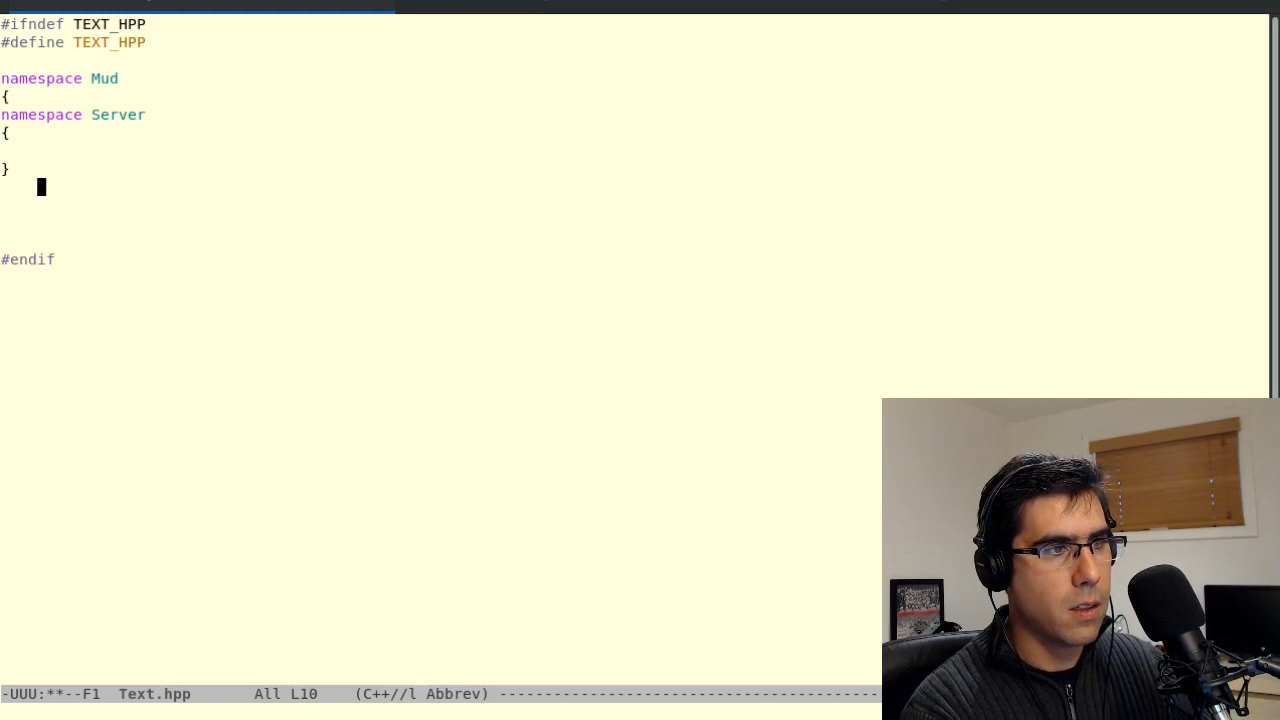 #ifndef TEXT_HPP
#define TEXT_HPP
namespace Mud
{
namespace Server
{
}
#endif
-UUU:**--F1  Text.hpp       All L10    (C++//l Abbrev) ------------------------------------------